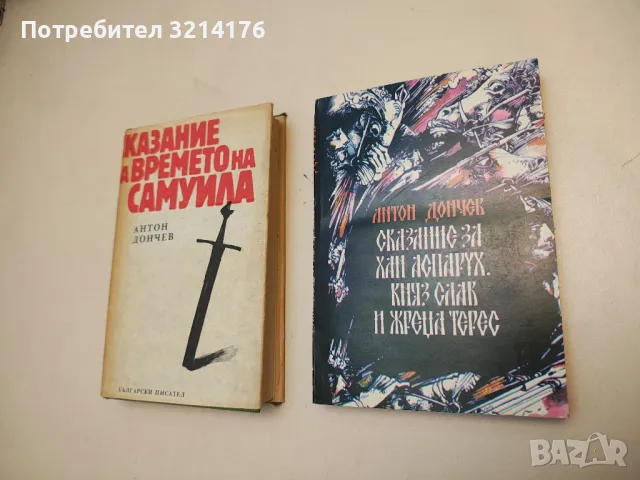 Потребител 3214176
КАЗАНИЕ
А ВРЕМЕТО НА
САМУИЛА
АНТОН
ДОНЧЕВ
БЪЛГАРСКИ ПИСАТЕЛ
АНТОН ДОНЧЕВ
СКАЗАНИЕ ЗА
ХАН АСПАРУХ.
КНЯЗ СЛАВ
И ЖРЕЦА ТЕРЕС
BAZAR